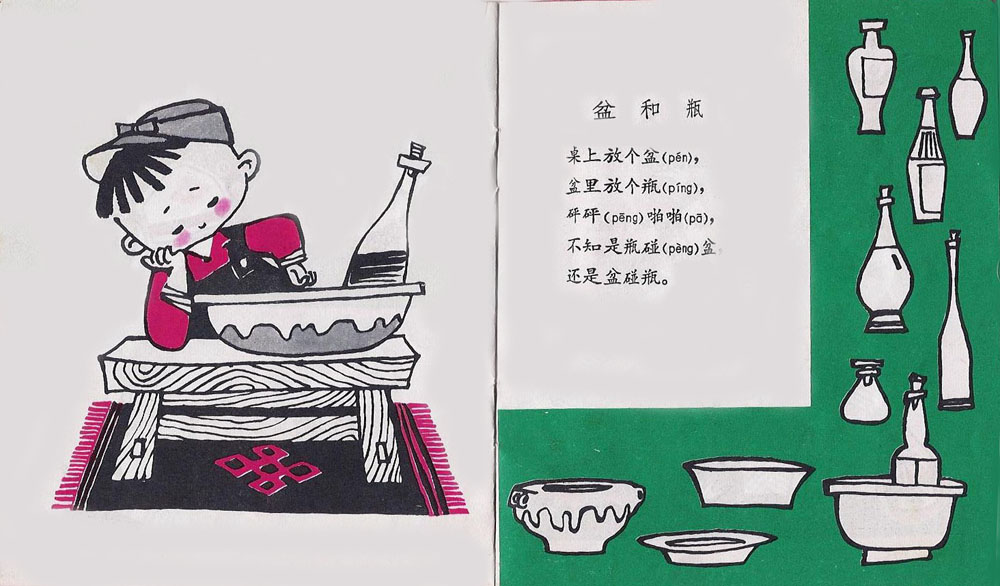 盆和瓶
桌上放个盆(pén)，
盆里放个瓶(píng)，
砰砰(pēng)啪啪(pā)，
不知是瓶碰(pèng)盆
还是盆碰瓶。